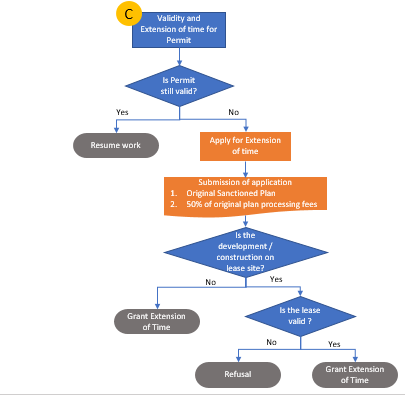 C
Validity and
Extension of time for
Permit
Is Permit
still valid?
Yes
No
Resume work
Apply for Extension
of time
Submission of application
1. Original Sanctioned Plan
2. 50% of original plan processing fees
Is the
development /
construction on
lease site?
No
Yes
Grant Extension
of Time
Is the lease
valid ?
No
Yes
Refusal
Grant Extension
of Time